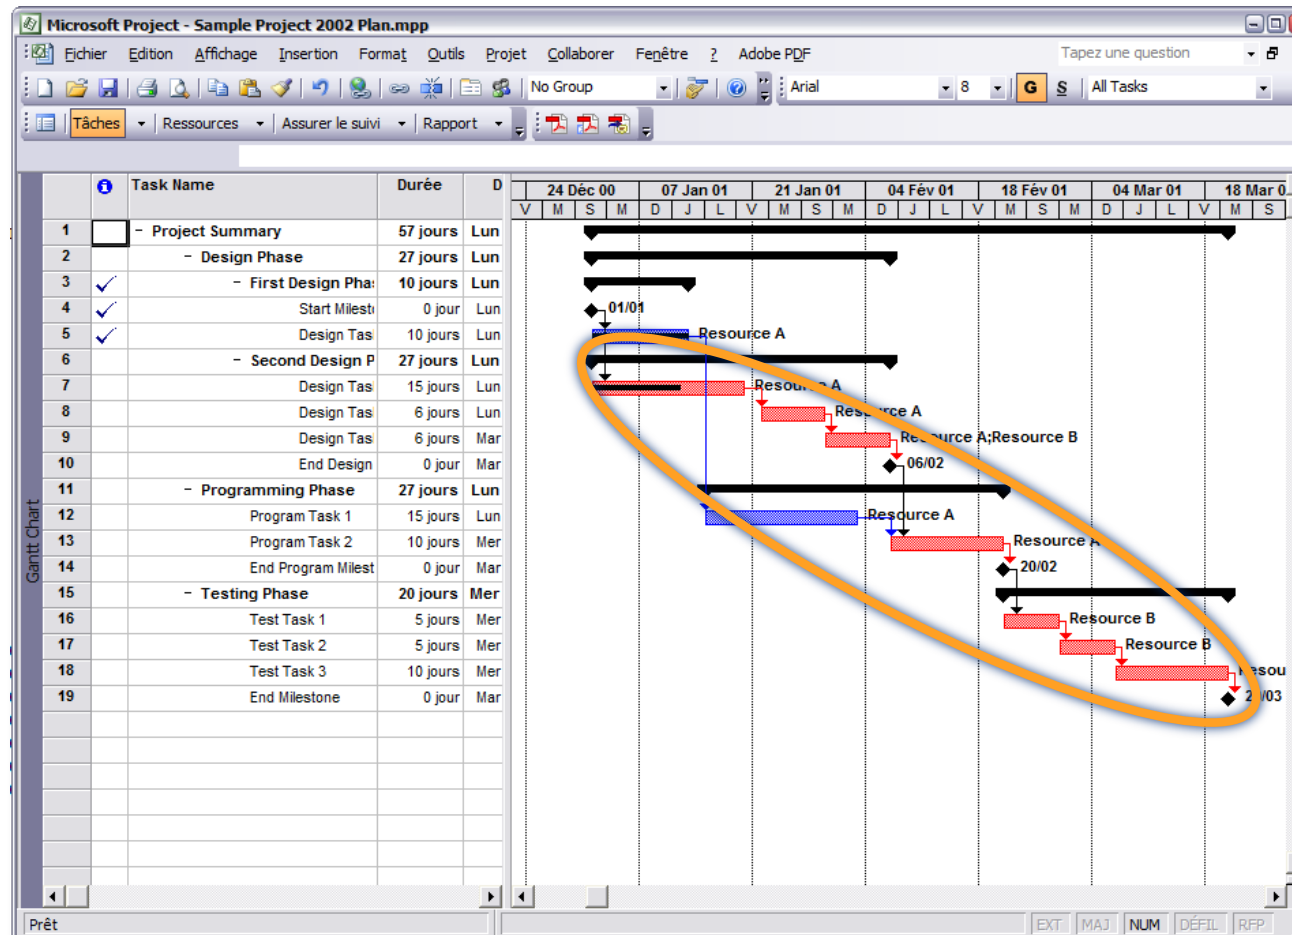 Microsoft Project - Sample Project 2002 Plan.mpp
Fichier Edition Affichage Insertion Format Outils Projet Collaborer Fenêtre ? Adobe PDF Tapez une question
No Group Arial 8 G S All Tasks
Tâches Ressources Assurer le suivi Rapport
Task Name Durée D 24 Déc 00 07 Jan 01 21 Jan 01 04 Fév 01 18 Fév 01 04 Mar 01 18 Mar 0
V M S M D J L V M S M D J L V M S M D J L V M S
1 - Project Summary 57 jours Lun
2 - Design Phase 27 jours Lun
3 - First Design Pha 10 jours Lun
4 Start Milest 0 jour Lun 01/01
5 Design Tas 10 jours Lun Resource A
6 - Second Design P 27 jours Lun
7 Design Tas 15 jours Lun Resource A
8 Design Tas 6 jours Lun Resource A
9 Design Tas 6 jours Mar Resource A;Resource B
10 End Design 0 jour Mar 06/02
11 - Programming Phase 27 jours Lun
12 Program Task 1 15 jours Lun Resource A
13 Program Task 2 10 jours Mer Resource A
14 End Program Milest 0 jour Mar 20/02
15 - Testing Phase 20 jours Mer
16 Test Task 1 5 jours Mer Resource B
17 Test Task 2 5 jours Mer Resource B
18 Test Task 3 10 jours Mer Resou
19 End Milestone 0 jour Mar
Gantt Chart
Prêt EXT MAJ NUM DÉFIL RFP